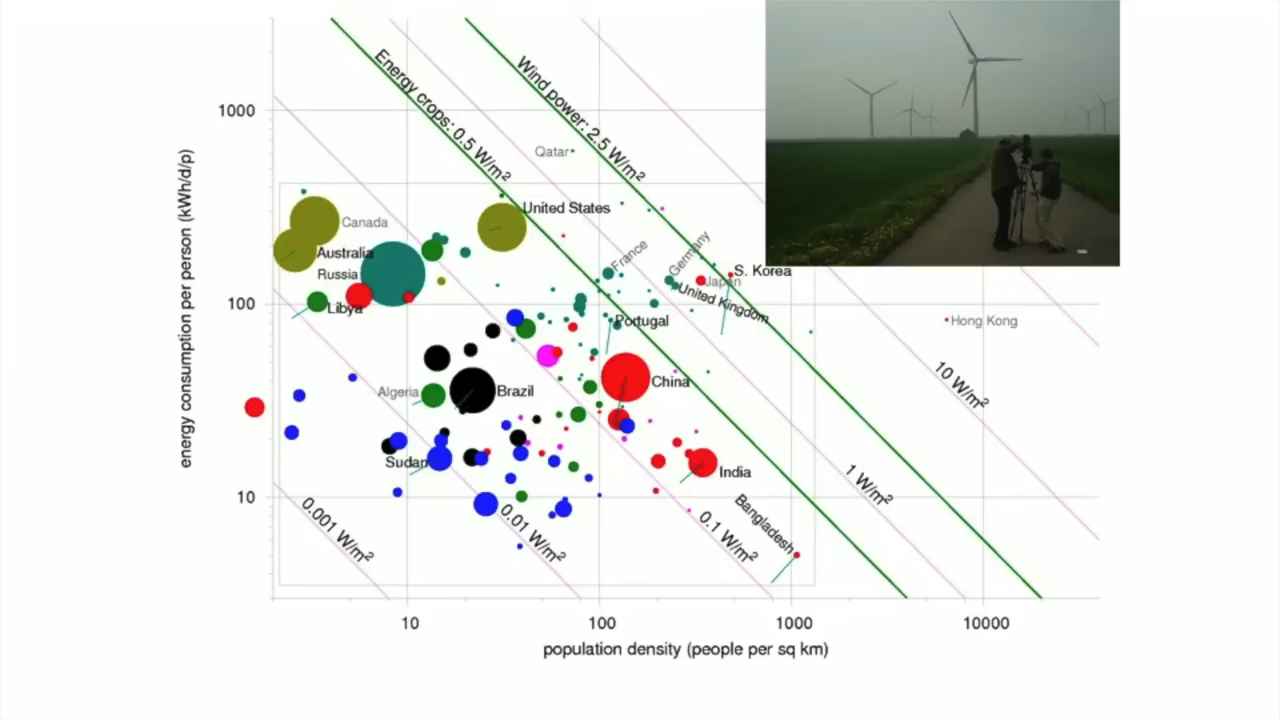 energy consumption per person (kWh/d/p)
1000
100
10
Energy crops: 0.5 W/m²
Wind power: 2.5 W/m²
Qatar
Canada
United States
Australia
Russia
Libya
France
Germany
S. Korea
Japan
United Kingdom
Portugal
Hong Kong
Algeria
Brazil
China
Sudan
India
Bangladesh
0.001 W/m²
0.01 W/m²
0.1 W/m²
1 W/m²
10 W/m²
10
100
1000
10000
population density (people per sq km)